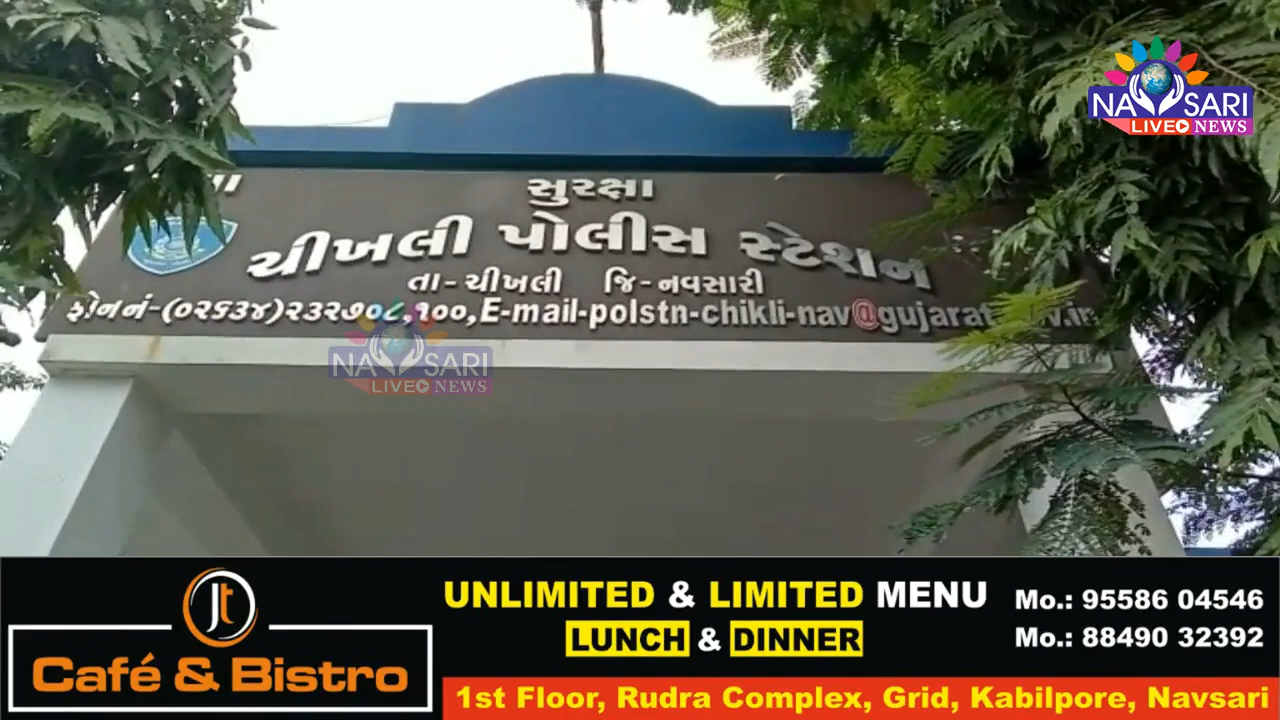 NAVSARI
LIVE NEWS
સુરક્ષા
ચીખલી પોલીસ સ્ટેશન
તા-ચીખલી જિ-નવસારી
ફોનનં-(૦૨૬૩૪)૨૩૨૭૦૮,૧૦૦,E-mail-polstn-chikli-nav@gujarat
NAVSARI
LIVE NEWS
Jt
Café & Bistro
UNLIMITED & LIMITED MENU
LUNCH & DINNER
Mo.: 95586 04546
Mo.: 88490 32392
1st Floor, Rudra Complex, Grid, Kabilpore, Navsari